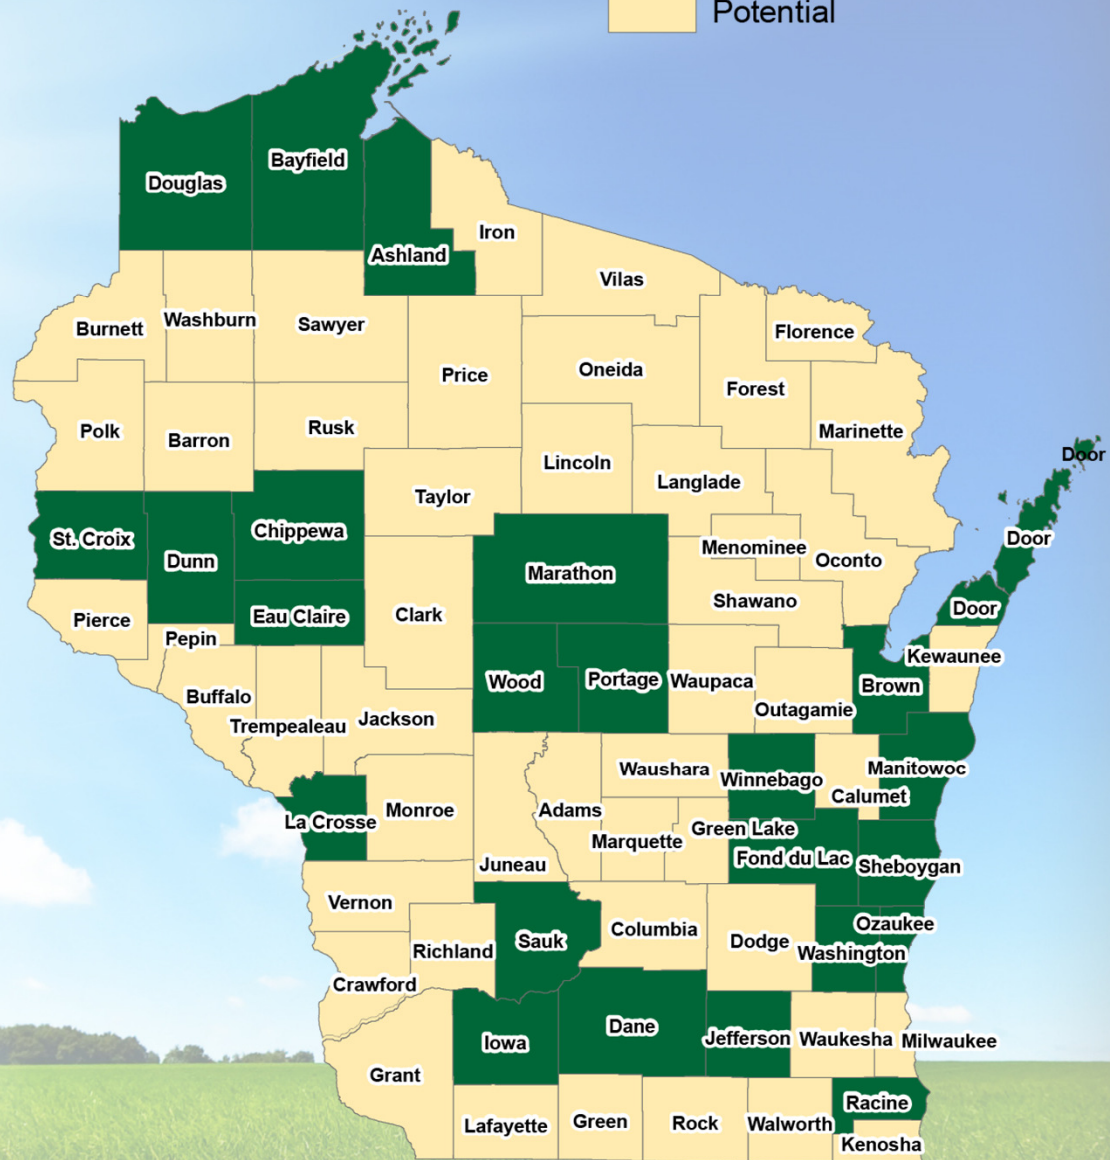 Potential
Bayfield
Douglas
Iron
Ashland
Vilas
Burnett
Washburn
Sawyer
Florence
Price
Oneida
Forest
Polk
Barron
Rusk
Marinette
Door
Lincoln
Langlade
Taylor
St. Croix
Chippewa
Door
Dunn
Marathon
Menominee
Oconto
Pierce
Eau Claire
Clark
Shawano
Door
Pepin
Kewaunee
Buffalo
Wood
Portage
Waupaca
Brown
Trempealeau
Jackson
Outagamie
Waushara
Winnebago
Manitowoc
Calumet
La Crosse
Monroe
Adams
Marquette
Green Lake
Fond du Lac
Juneau
Sheboygan
Vernon
Richland
Sauk
Columbia
Dodge
Ozaukee
Washington
Crawford
Iowa
Dane
Jefferson
Waukesha
Milwaukee
Grant
Lafayette
Green
Rock
Walworth
Racine
Kenosha